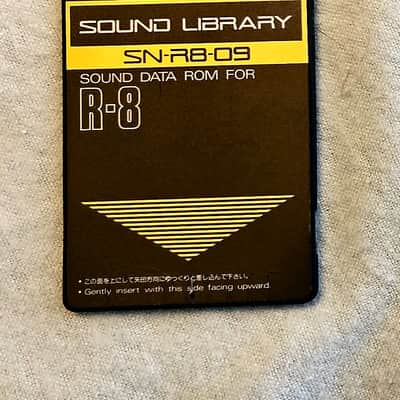 SOUND LIBRARY
SN-R8-09
SOUND DATA ROM FOR
R-8
• この面を上にして矢印方向にゆっくりと差し込んで下さい。
• Gently insert with this side facing upward.